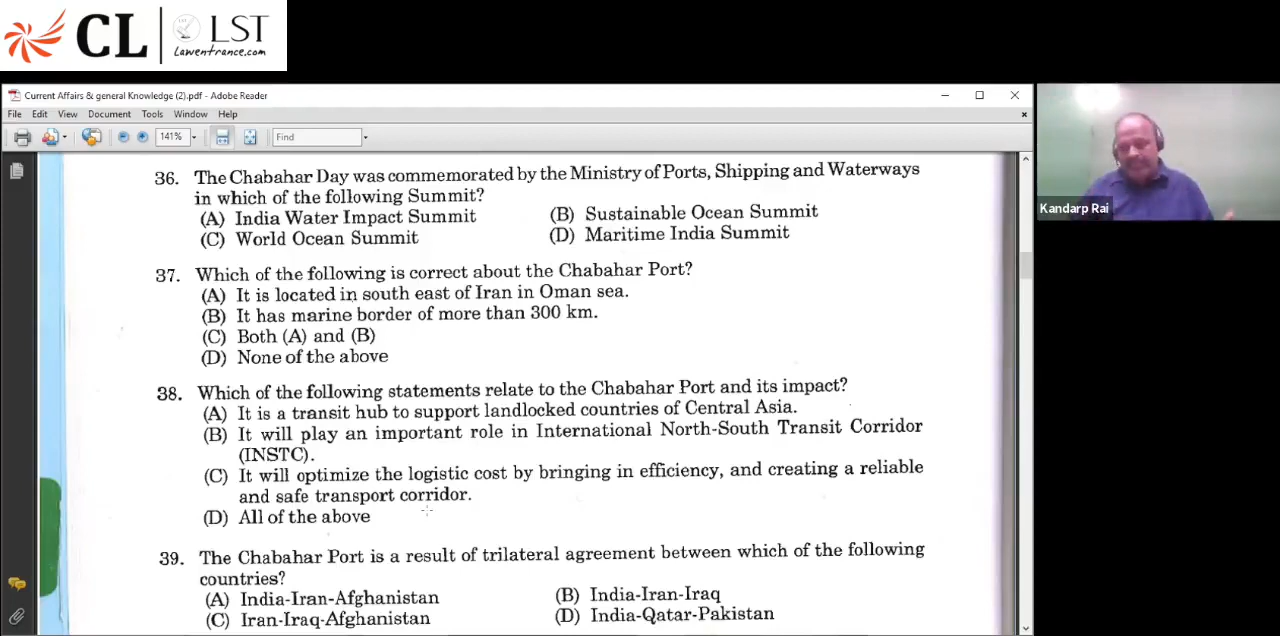 CL LST
Lawentrance.com
Current Affairs & general Knowledge (2).pdf - Adobe Reader
File Edit View Document Tools Window Help
141% Find
36. The Chabahar Day was commemorated by the Ministry of Ports, Shipping and Waterways
in which of the following Summit?
(A) India Water Impact Summit (B) Sustainable Ocean Summit
(C) World Ocean Summit (D) Maritime India Summit
37. Which of the following is correct about the Chabahar Port?
(A) It is located in south east of Iran in Oman sea.
(B) It has marine border of more than 300 km.
(C) Both (A) and (B)
(D) None of the above
38. Which of the following statements relate to the Chabahar Port and its impact?
(A) It is a transit hub to support landlocked countries of Central Asia.
(B) It will play an important role in International North-South Transit Corridor
(INSTC).
(C) It will optimize the logistic cost by bringing in efficiency, and creating a reliable
and safe transport corridor.
(D) All of the above
39. The Chabahar Port is a result of trilateral agreement between which of the following
countries?
(A) India-Iran-Afghanistan (B) India-Iran-Iraq
(C) Iran-Iraq-Afghanistan (D) India-Qatar-Pakistan
Kandarp Rai